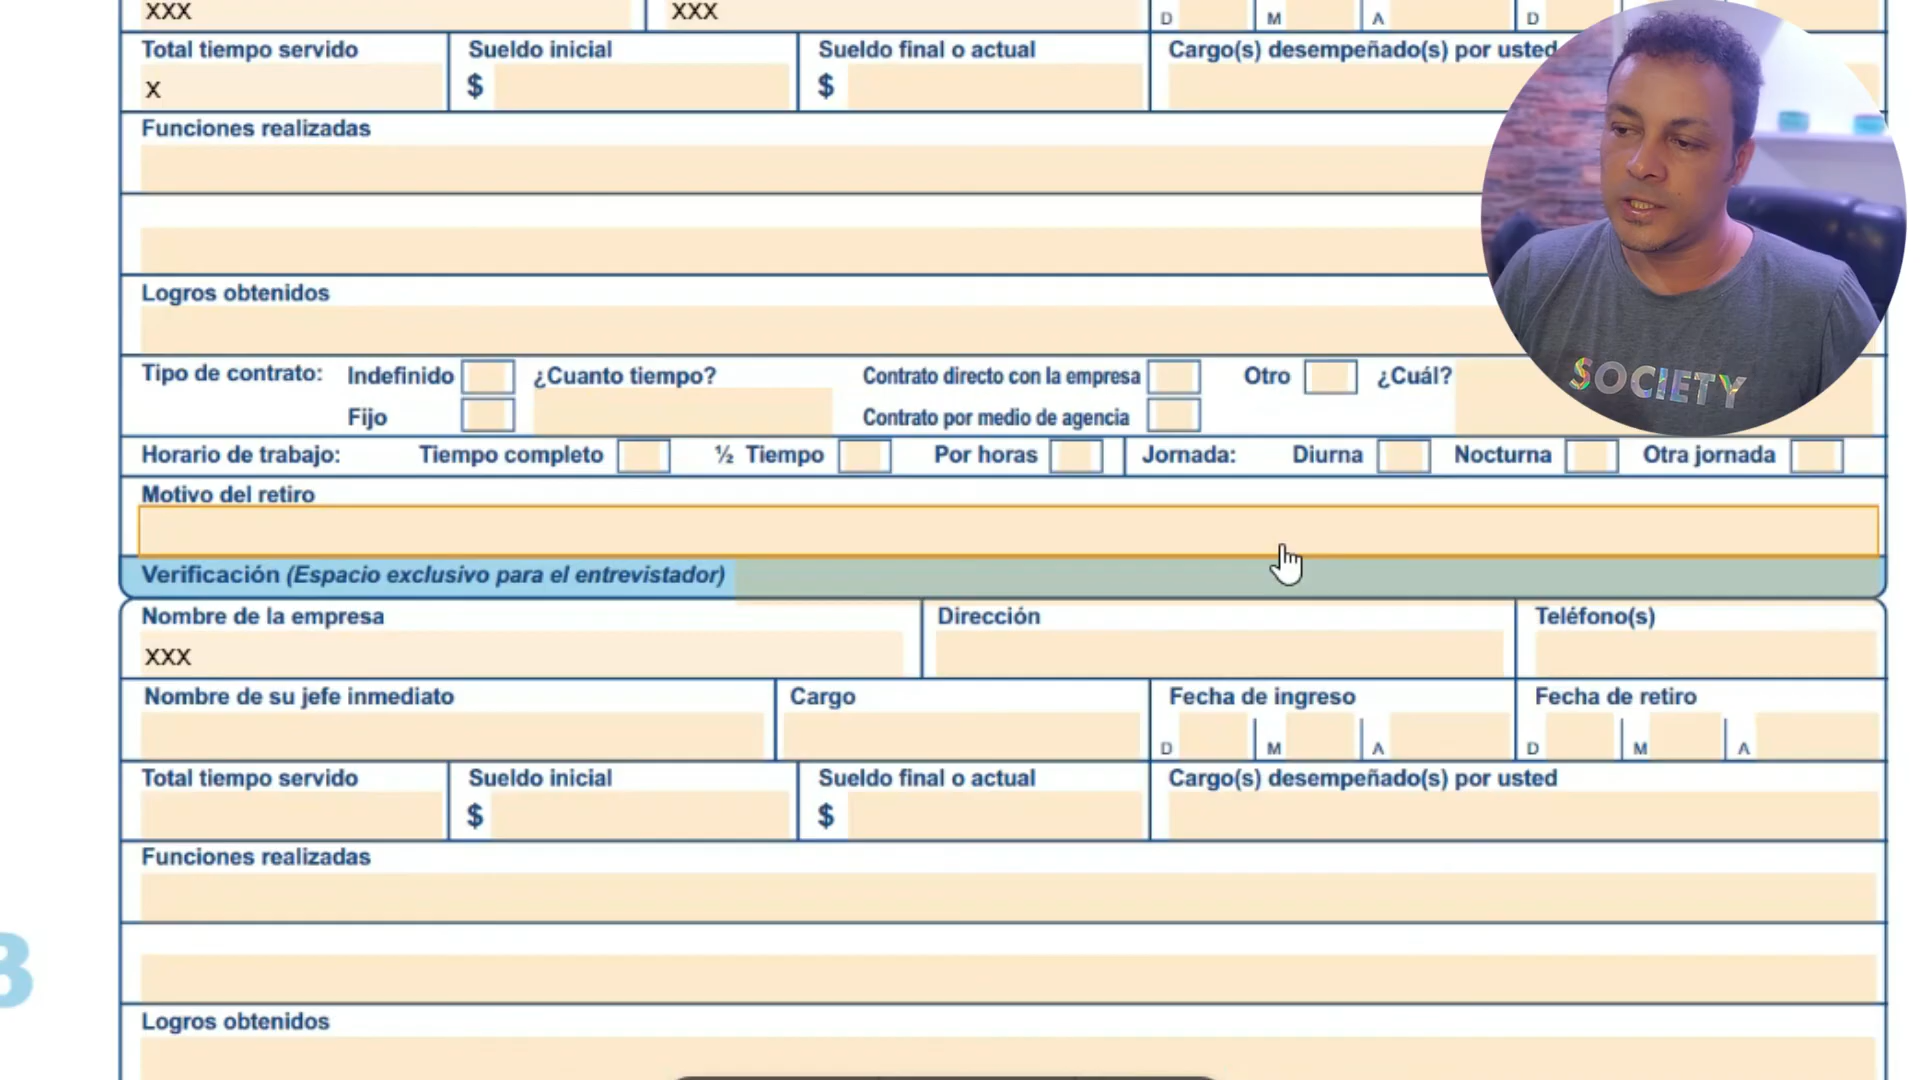 XXX XXX D M A D
Total tiempo servido Sueldo inicial Sueldo final o actual Cargo(s) desempeñado(s) por usted
X $ $
Funciones realizadas
Logros obtenidos
Tipo de contrato: Indefinido ¿Cuanto tiempo? Contrato directo con la empresa Otro ¿Cuál?
Fijo Contrato por medio de agencia
Horario de trabajo: Tiempo completo ½ Tiempo Por horas Jornada: Diurna Nocturna Otra jornada
Motivo del retiro
Verificación (Espacio exclusivo para el entrevistador)
Nombre de la empresa Dirección Teléfono(s)
XXX
Nombre de su jefe inmediato Cargo Fecha de ingreso Fecha de retiro
D M A D M A
Total tiempo servido Sueldo inicial Sueldo final o actual Cargo(s) desempeñado(s) por usted
$ $
Funciones realizadas
3
Logros obtenidos
SOCIETY